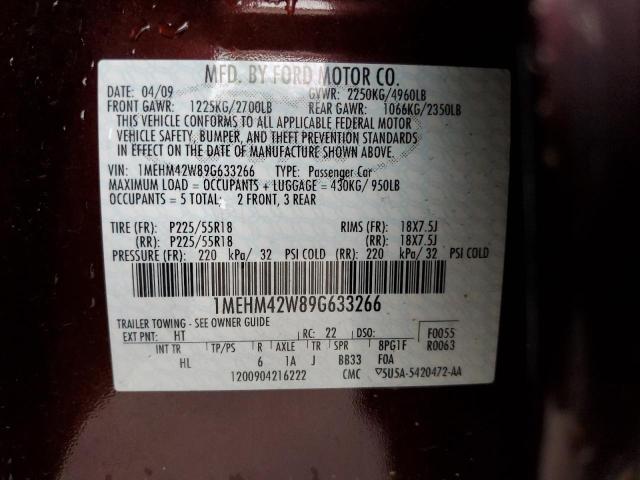 MFD. BY FORD MOTOR CO.
DATE: 04/09 GVWR: 2250KG/4960LB
FRONT GAWR: 1225KG/2700LB REAR GAWR: 1066KG/2350LB
THIS VEHICLE CONFORMS TO ALL APPLICABLE FEDERAL MOTOR
VEHICLE SAFETY, BUMPER, AND THEFT PREVENTION STANDARDS
IN EFFECT ON THE DATE OF MANUFACTURE SHOWN ABOVE.
VIN: 1MEHM42W89G633266 TYPE: Passenger Car
MAXIMUM LOAD = OCCUPANTS + LUGGAGE = 430KG/950LB
OCCUPANTS = 5 TOTAL: 2 FRONT, 3 REAR
TIRE (FR): P225/55R18 RIMS (FR): 18X7.5J
(RR): P225/55R18 (RR): 18X7.5J
PRESSURE (FR): 220 kPa/ 32 PSI COLD (RR): 220 kPa/ 32 PSI COLD
1MEHM42W89G633266
TRAILER TOWING - SEE OWNER GUIDE
EXT PNT: HT RC: 22 DSO: F0055
INT TR TP/PS R AXLE TR SPR 8PG1F R0063
HL 6 1A J BB33 F0A
1200904216222 CMC ▽5U5A-5420472-AA